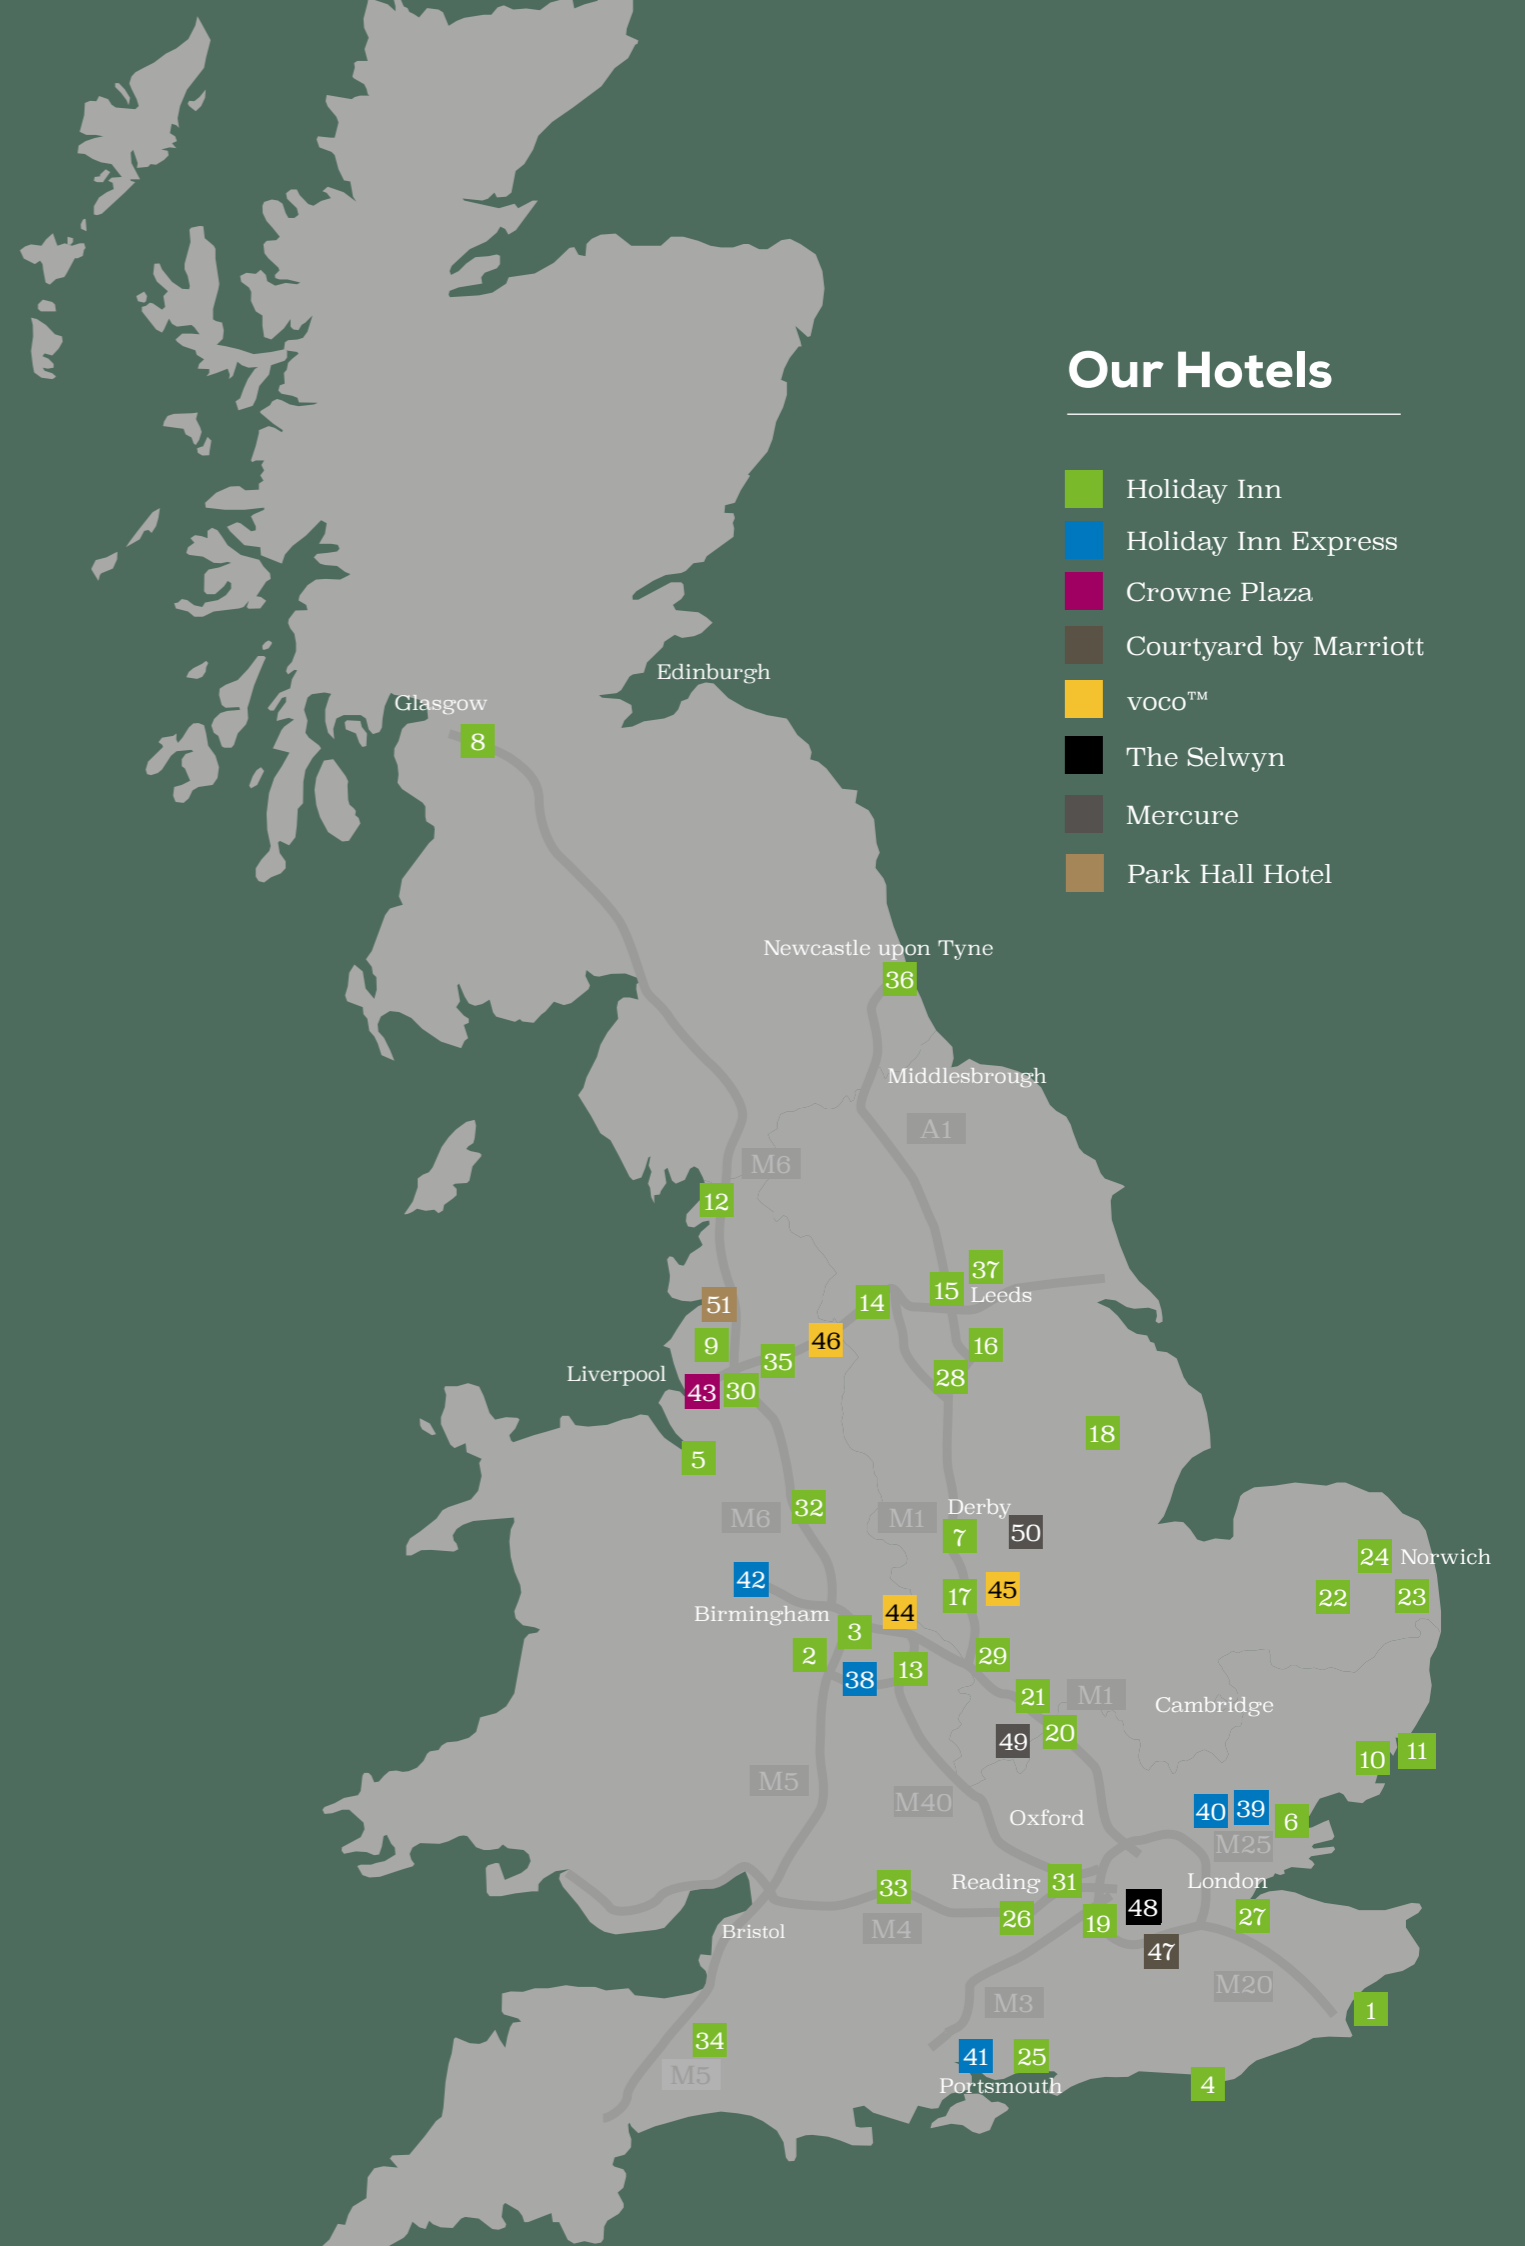 Our Hotels
Holiday Inn
Holiday Inn Express
Crowne Plaza
Courtyard by Marriott
voco™
The Selwyn
Mercure
Park Hall Hotel
Edinburgh
Glasgow
8
Newcastle upon Tyne
36
Middlesbrough
A1
M6
12
37
15
Leeds
14
51
46
9
16
35
Liverpool
28
43
30
18
5
32
Derby
M6
M1
50
7
24
Norwich
42
45
17
22
23
44
Birmingham
3
2
29
13
38
21
M1
Cambridge
20
49
11
10
M5
M40
40
39
Oxford
6
M25
33
Reading
31
London
48
26
19
27
Bristol
M4
47
M20
M3
1
34
41
25
M5
Portsmouth
4